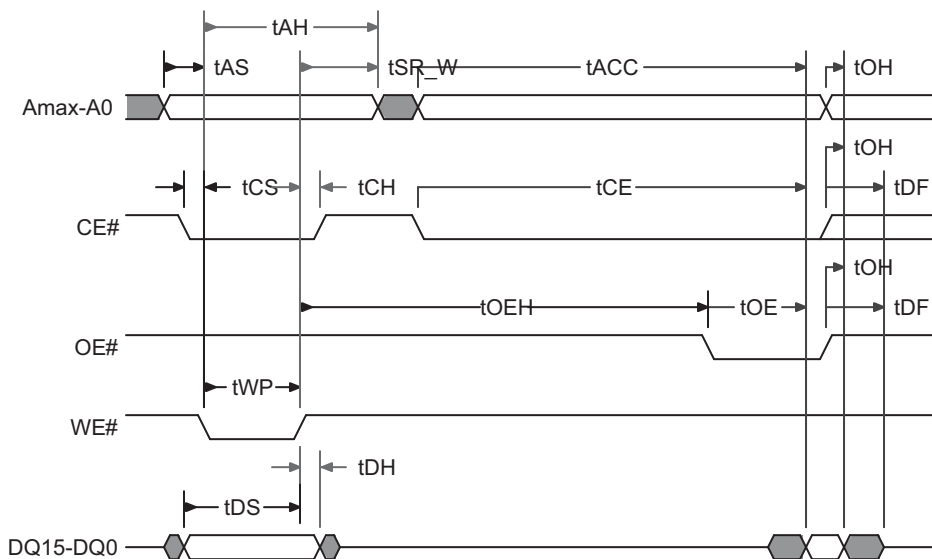 tAH
tAS
tSR_W
tACC
tOH
Amax-A0
tOH
tCS
tCH
tCE
tDF
CE#
tOH
tOEH
tOE
tDF
OE#
tWP
WE#
tDH
tDS
DQ15-DQ0